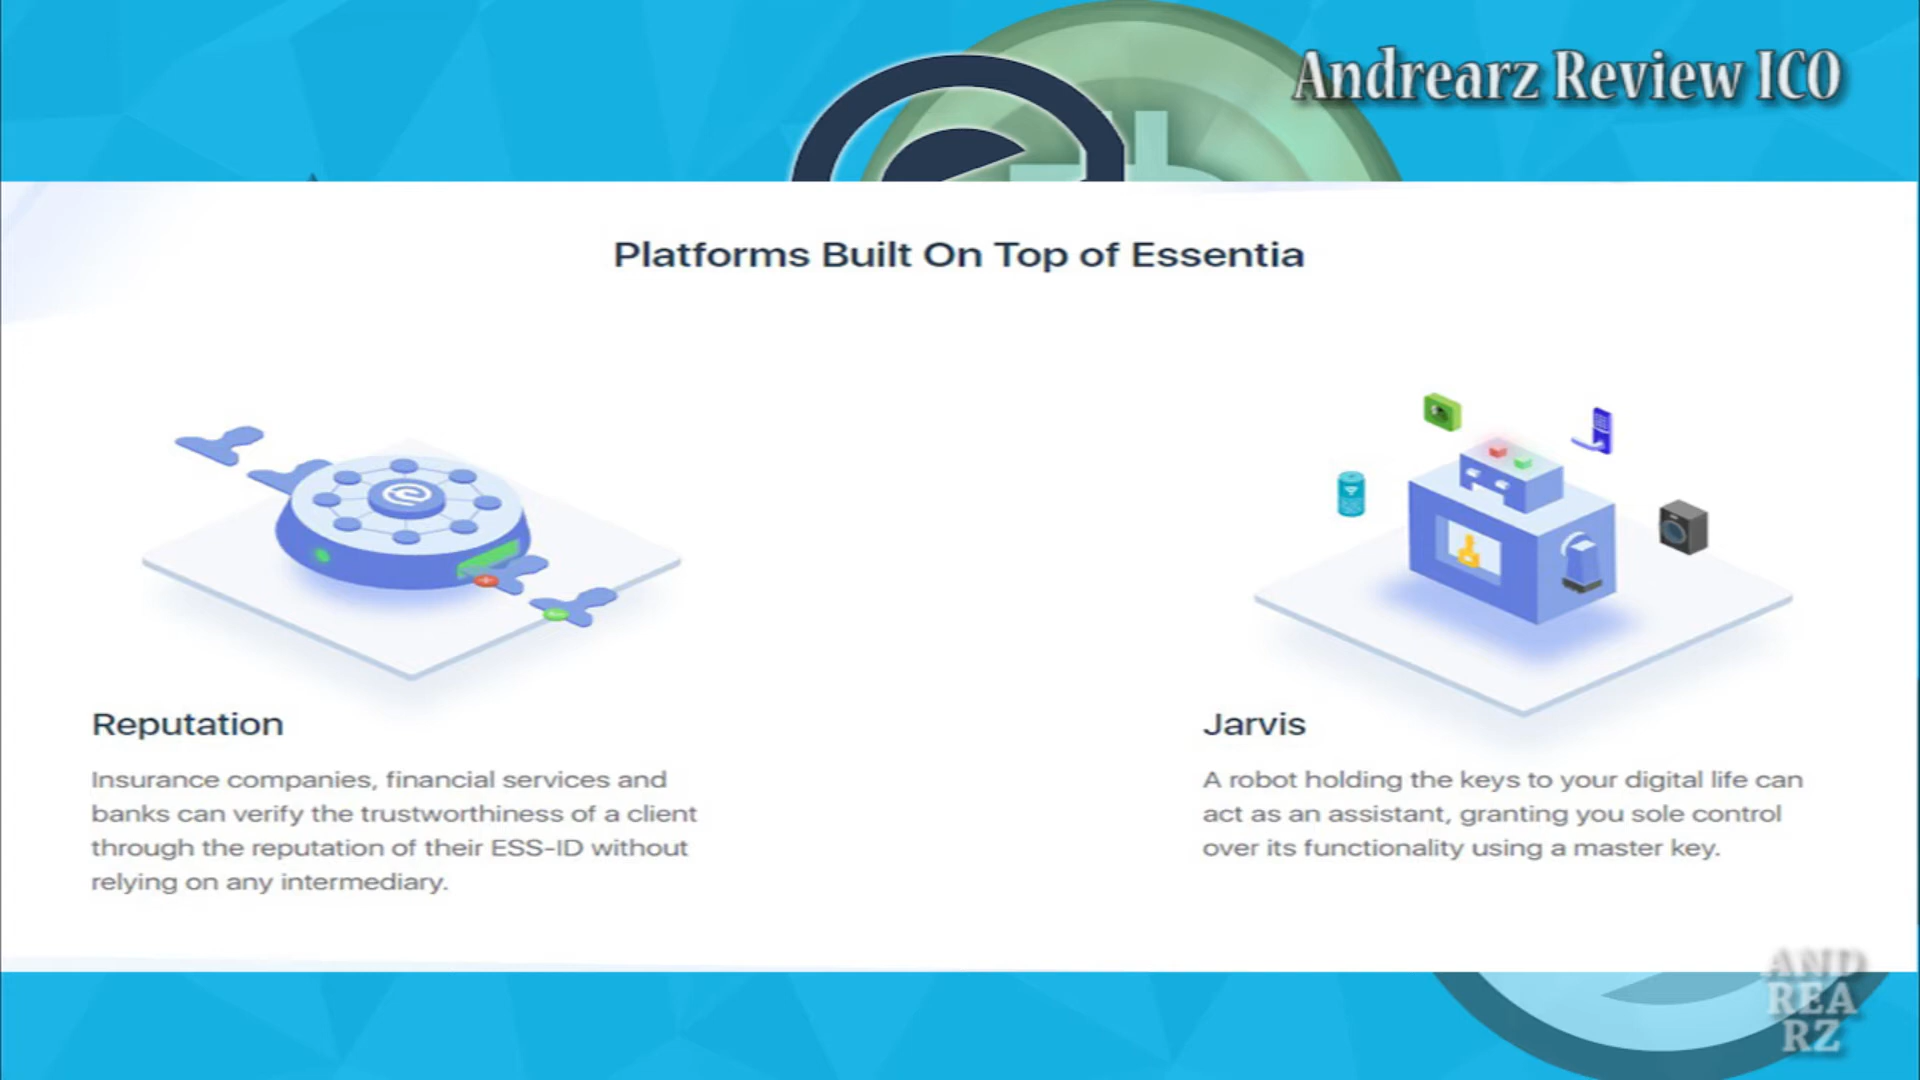 Andrearz Review ICO
Platforms Built On Top of Essentia
Reputation
Insurance companies, financial services and
banks can verify the trustworthiness of a client
through the reputation of their ESS-ID without
relying on any intermediary.
Jarvis
A robot holding the keys to your digital life can
act as an assistant, granting you sole control
over its functionality using a master key.
AND
REA
RZ